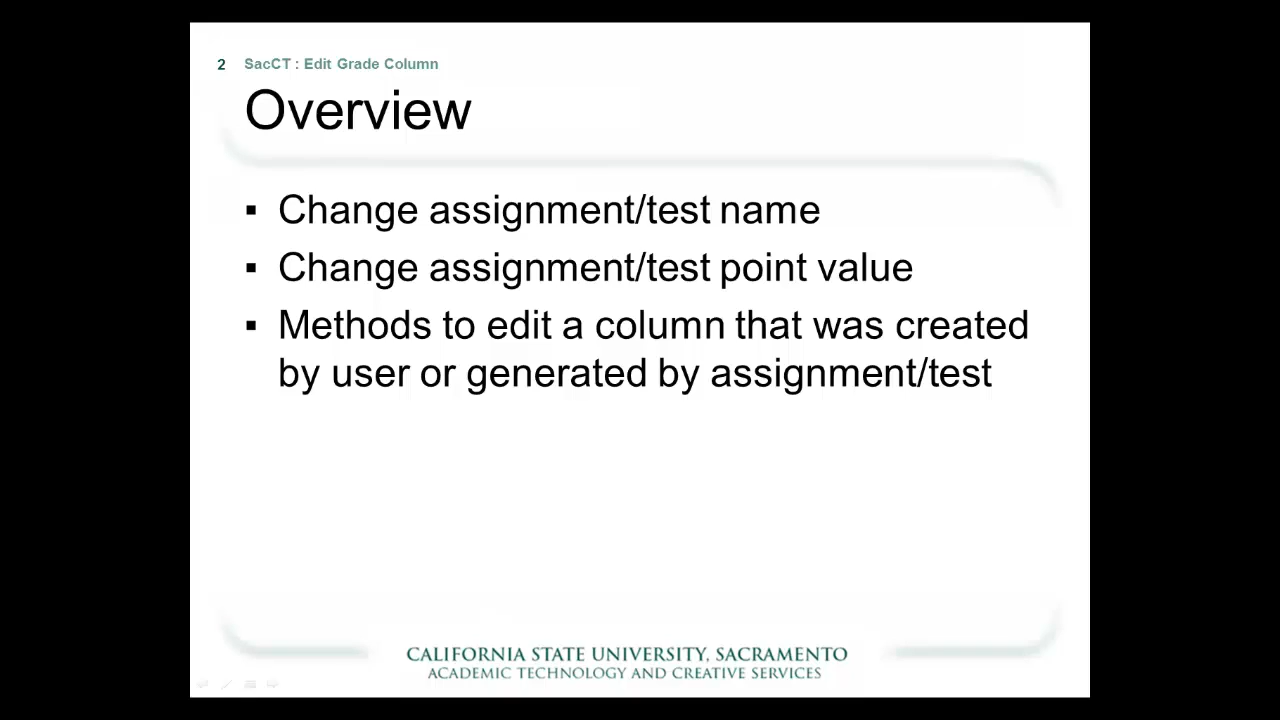 2 SacCT : Edit Grade Column
Overview
▪ Change assignment/test name
▪ Change assignment/test point value
▪ Methods to edit a column that was created
by user or generated by assignment/test
CALIFORNIA STATE UNIVERSITY, SACRAMENTO
ACADEMIC TECHNOLOGY AND CREATIVE SERVICES